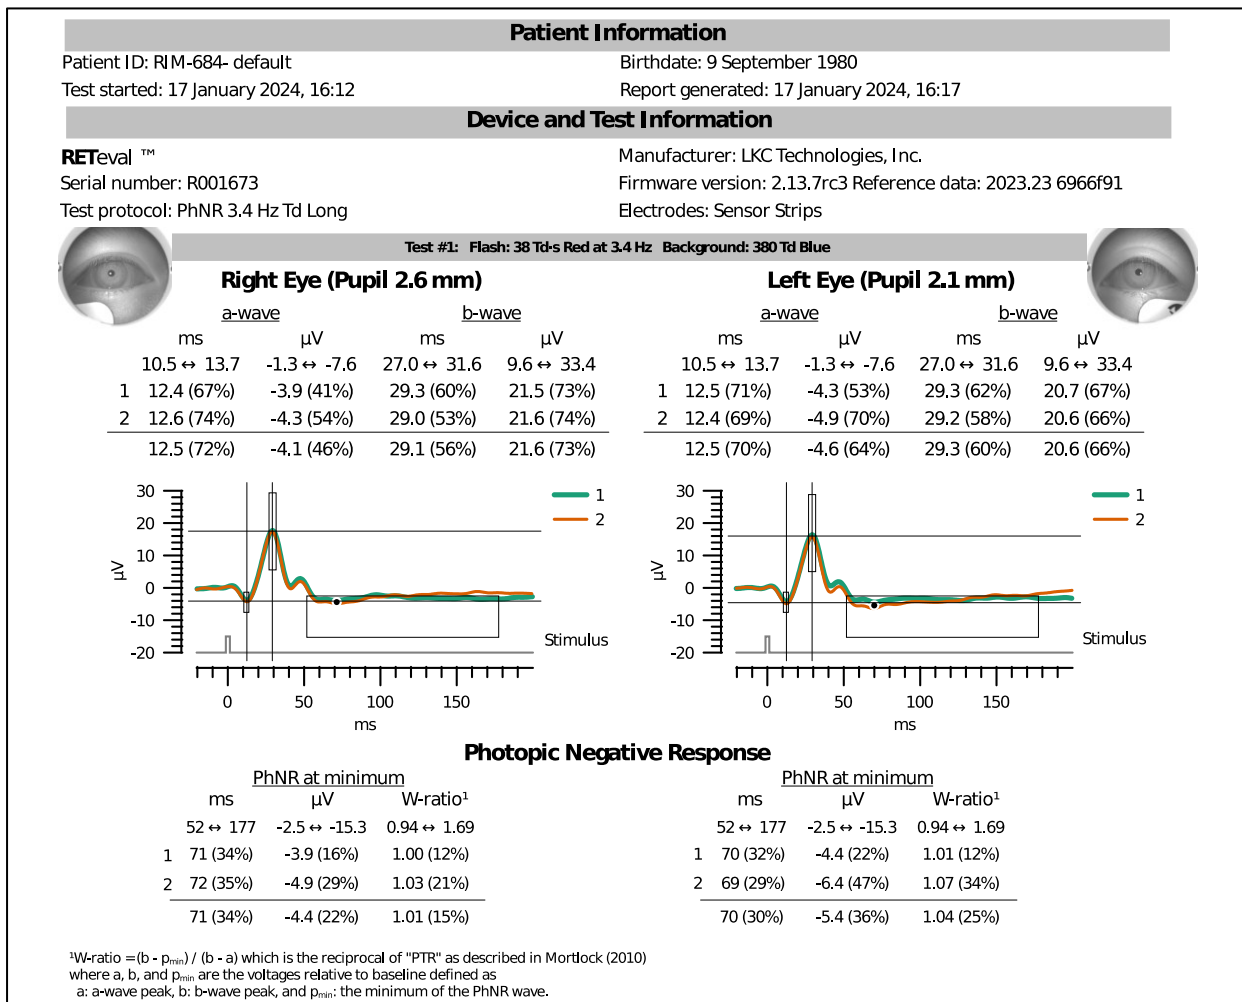 Patient Information
Patient ID: RIM-684- default Birthdate: 9 September 1980
Test started: 17 January 2024, 16:12 Report generated: 17 January 2024, 16:17
Device and Test Information
RETeval ™ Manufacturer: LKC Technologies, Inc.
Serial number: R001673 Firmware version: 2.13.7rc3 Reference data: 2023.23 6966f91
Test protocol: PhNR 3.4 Hz Td Long Electrodes: Sensor Strips
Test #1: Flash: 38 Td·s Red at 3.4 Hz Background: 380 Td Blue
Right Eye (Pupil 2.6 mm) Left Eye (Pupil 2.1 mm)
a-wave b-wave a-wave b-wave
ms µV ms µV ms µV ms µV
10.5 ↔ 13.7 -1.3 ↔ -7.6 27.0 ↔ 31.6 9.6 ↔ 33.4 10.5 ↔ 13.7 -1.3 ↔ -7.6 27.0 ↔ 31.6 9.6 ↔ 33.4
1 12.4 (67%) -3.9 (41%) 29.3 (60%) 21.5 (73%) 1 12.5 (71%) -4.3 (53%) 29.3 (62%) 20.7 (67%)
2 12.6 (74%) -4.3 (54%) 29.0 (53%) 21.6 (74%) 2 12.4 (69%) -4.9 (70%) 29.2 (58%) 20.6 (66%)
12.5 (72%) -4.1 (46%) 29.1 (56%) 21.6 (73%) 12.5 (70%) -4.6 (64%) 29.3 (60%) 20.6 (66%)
30 1 30 1
20 2 20 2
10 10
µV µV
0 0
-10 -10
Stimulus Stimulus
-20 -20
0 50 100 150 0 50 100 150
ms ms
Photopic Negative Response
PhNR at minimum PhNR at minimum
ms µV W-ratio¹ ms µV W-ratio¹
52 ↔ 177 -2.5 ↔ -15.3 0.94 ↔ 1.69 52 ↔ 177 -2.5 ↔ -15.3 0.94 ↔ 1.69
1 71 (34%) -3.9 (16%) 1.00 (12%) 1 70 (32%) -4.4 (22%) 1.01 (12%)
2 72 (35%) -4.9 (29%) 1.03 (21%) 2 69 (29%) -6.4 (47%) 1.07 (34%)
71 (34%) -4.4 (22%) 1.01 (15%) 70 (30%) -5.4 (36%) 1.04 (25%)
¹W-ratio = (b - pmin) / (b - a) which is the reciprocal of "PTR" as described in Mortlock (2010)
where a, b, and pmin are the voltages relative to baseline defined as
a: a-wave peak, b: b-wave peak, and pmin: the minimum of the PhNR wave.